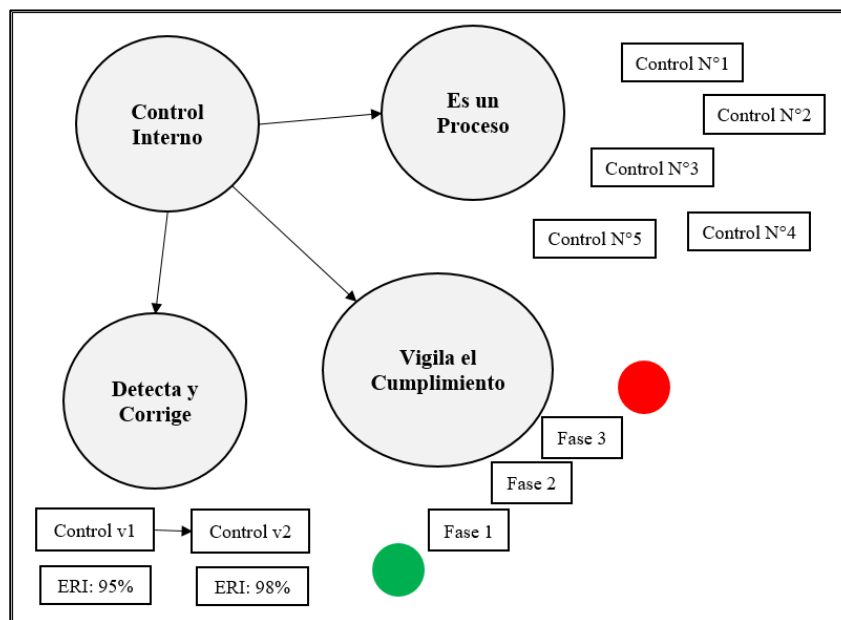 Control
Interno
Es un
Proceso
Control N°1
Control N°2
Control N°3
Control N°5
Control N°4
Detecta y
Corrige
Vigila el
Cumplimiento
Fase 3
Fase 2
Fase 1
Control v1
Control v2
ERI: 95%
ERI: 98%